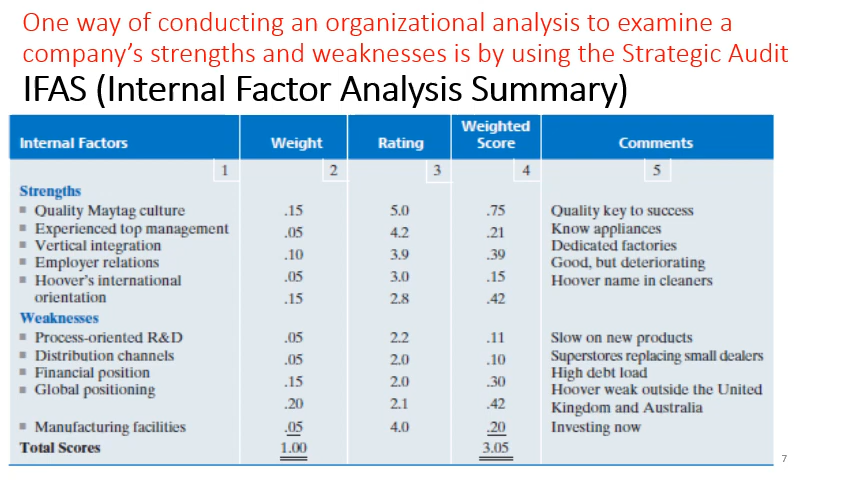 One way of conducting an organizational analysis to examine a
company's strengths and weaknesses is by using the Strategic Audit
IFAS (Internal Factor Analysis Summary)
Internal Factors Weight Rating Weighted Score Comments
1 2 3 4 5
Strengths
▪ Quality Maytag culture .15 5.0 .75 Quality key to success
▪ Experienced top management .05 4.2 .21 Know appliances
▪ Vertical integration .10 3.9 .39 Dedicated factories
▪ Employer relations .05 3.0 .15 Good, but deteriorating
▪ Hoover's international .15 2.8 .42 Hoover name in cleaners
orientation
Weaknesses
▪ Process-oriented R&D .05 2.2 .11 Slow on new products
▪ Distribution channels .05 2.0 .10 Superstores replacing small dealers
▪ Financial position .15 2.0 .30 High debt load
▪ Global positioning .20 2.1 .42 Hoover weak outside the United
Kingdom and Australia
▪ Manufacturing facilities .05 4.0 .20 Investing now
Total Scores 1.00 3.05
7